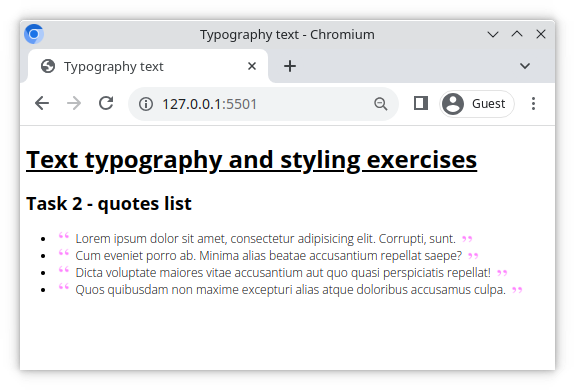 Typography text - Chromium
Typography text
127.0.0.1:5501
Guest
Text typography and styling exercises
Task 2 - quotes list
• “ Lorem ipsum dolor sit amet, consectetur adipisicing elit. Corrupti, sunt. ”
• “ Cum eveniet porro ab. Minima alias beatae accusantium repellat saepe? ”
• “ Dicta voluptate maiores vitae accusantium aut quo quasi perspiciatis repellat! ”
• “ Quos quibusdam non maxime excepturi alias atque doloribus accusamus culpa. ”